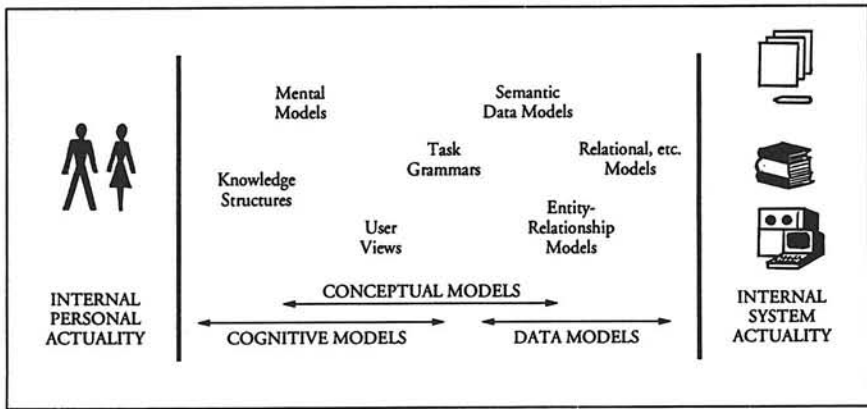 Mental
Models
Semantic
Data Models
Task
Grammars
Relational, etc.
Models
Knowledge
Structures
User
Views
Entity-
Relationship
Models
CONCEPTUAL MODELS
COGNITIVE MODELS
DATA MODELS
INTERNAL
PERSONAL
ACTUALITY
INTERNAL
SYSTEM
ACTUALITY